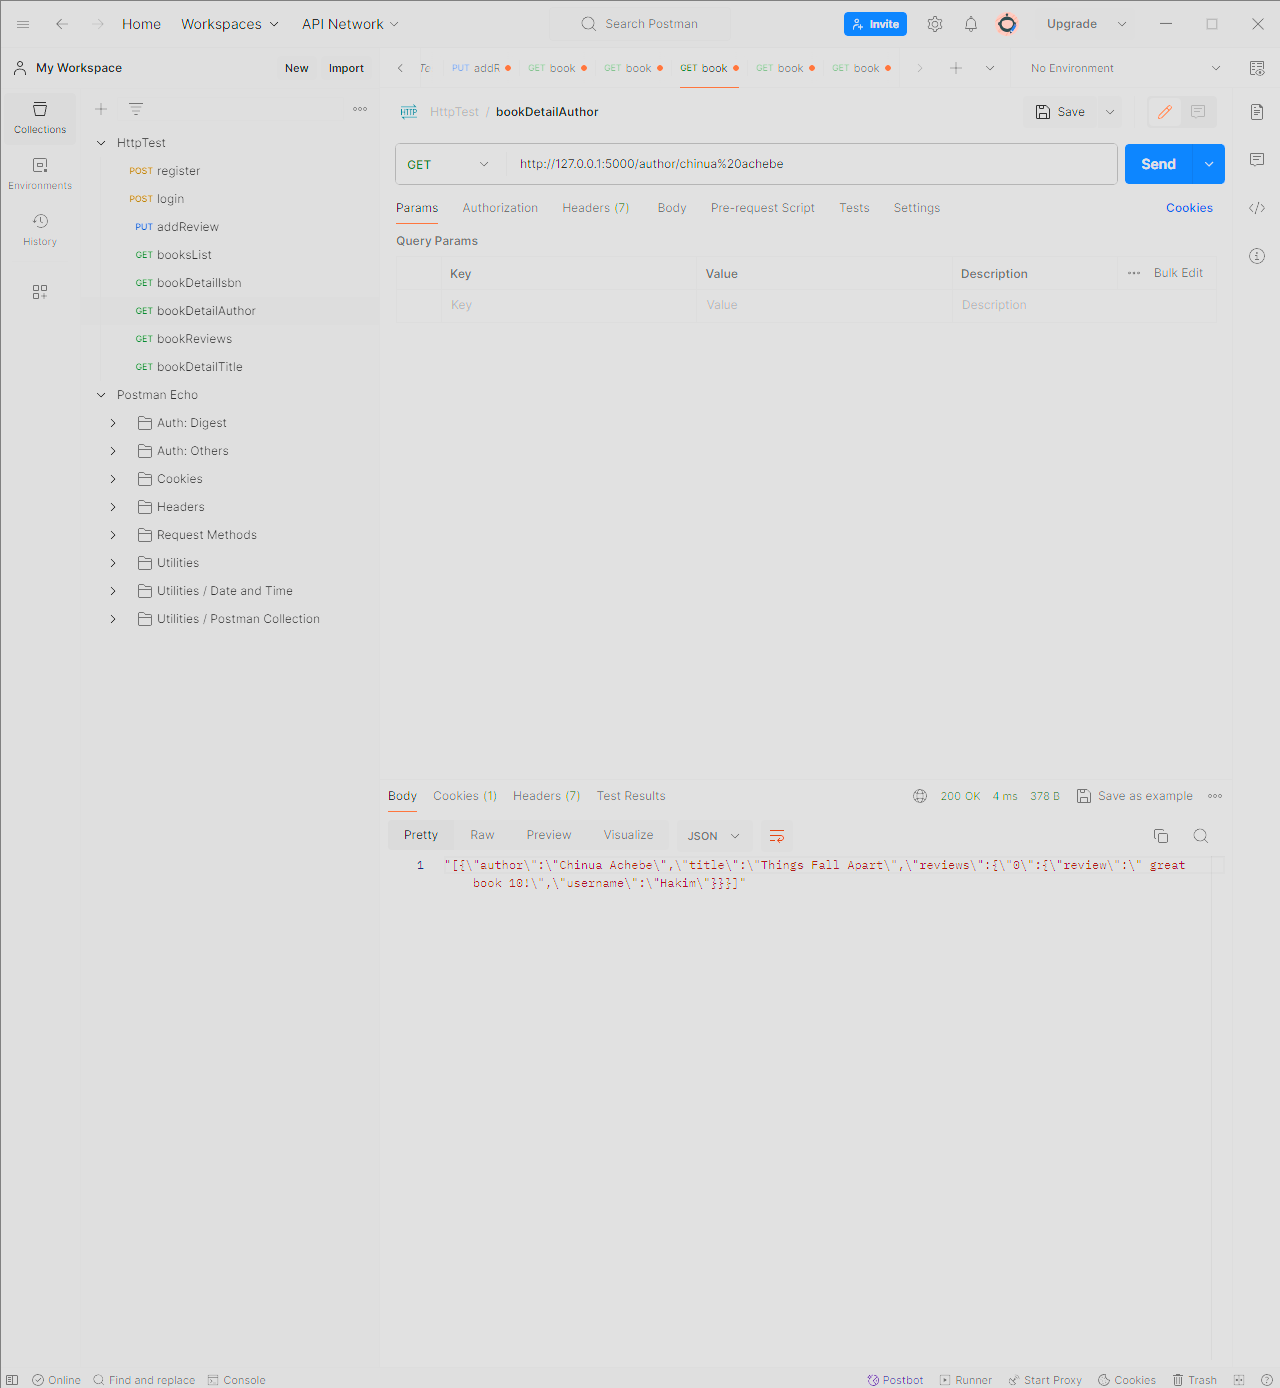 Home Workspaces API Network Search Postman Invite Upgrade
My Workspace New Import PUT addR GET book GET book GET book GET book GET book No Environment
Collections
Environments
History
HttpTest
POST register
POST login
PUT addReview
GET booksList
GET bookDetailIsbn
GET bookDetailAuthor
GET bookReviews
GET bookDetailTitle
Postman Echo
Auth: Digest
Auth: Others
Cookies
Headers
Request Methods
Utilities
Utilities / Date and Time
Utilities / Postman Collection
HTTP HttpTest / bookDetailAuthor Save
GET http://127.0.0.1:5000/author/chinua%20achebe Send
Params Authorization Headers (7) Body Pre-request Script Tests Settings Cookies
Query Params
Key Value Description Bulk Edit
Key Value Description
Body Cookies (1) Headers (7) Test Results 200 OK 4 ms 378 B Save as example
Pretty Raw Preview Visualize JSON
1 "[{\"author\":\"Chinua Achebe\",\"title\":\"Things Fall Apart\",\"reviews\":{\"0\":{\"review\":\" great
book 10!\",\"username\":\"Hakim\"}}}]"
Online Find and replace Console Postbot Runner Start Proxy Cookies Trash